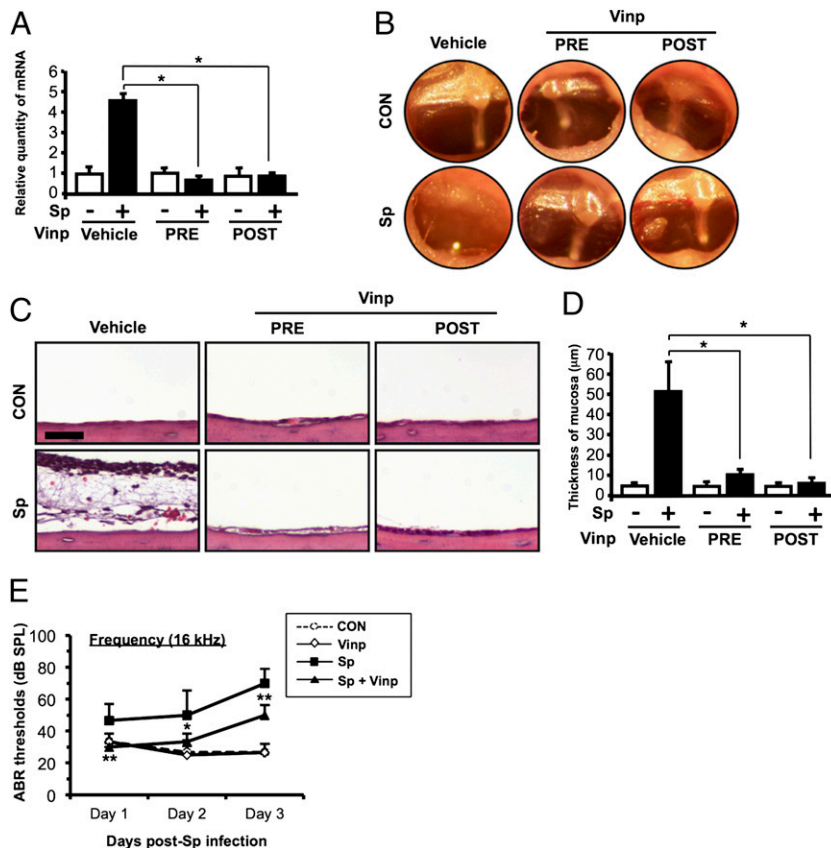 A
Relative quantity of mRNA
6
5
4
3
2
1
0
*
*
Sp - + - + - +
Vinp Vehicle PRE POST
B
Vinp
Vehicle PRE POST
CON
Sp
C
Vinp
Vehicle PRE POST
CON
Sp
D
Thickness of mucosa (µm)
70
60
50
40
30
20
10
0
*
*
Sp - + - + - +
Vinp Vehicle PRE POST
E
ABR thresholds (dB SPL)
100
80
60
40
20
0
Frequency (16 kHz)
**
*
**
Day 1 Day 2 Day 3
Days post-Sp infection
CON
Vinp
Sp
Sp + Vinp